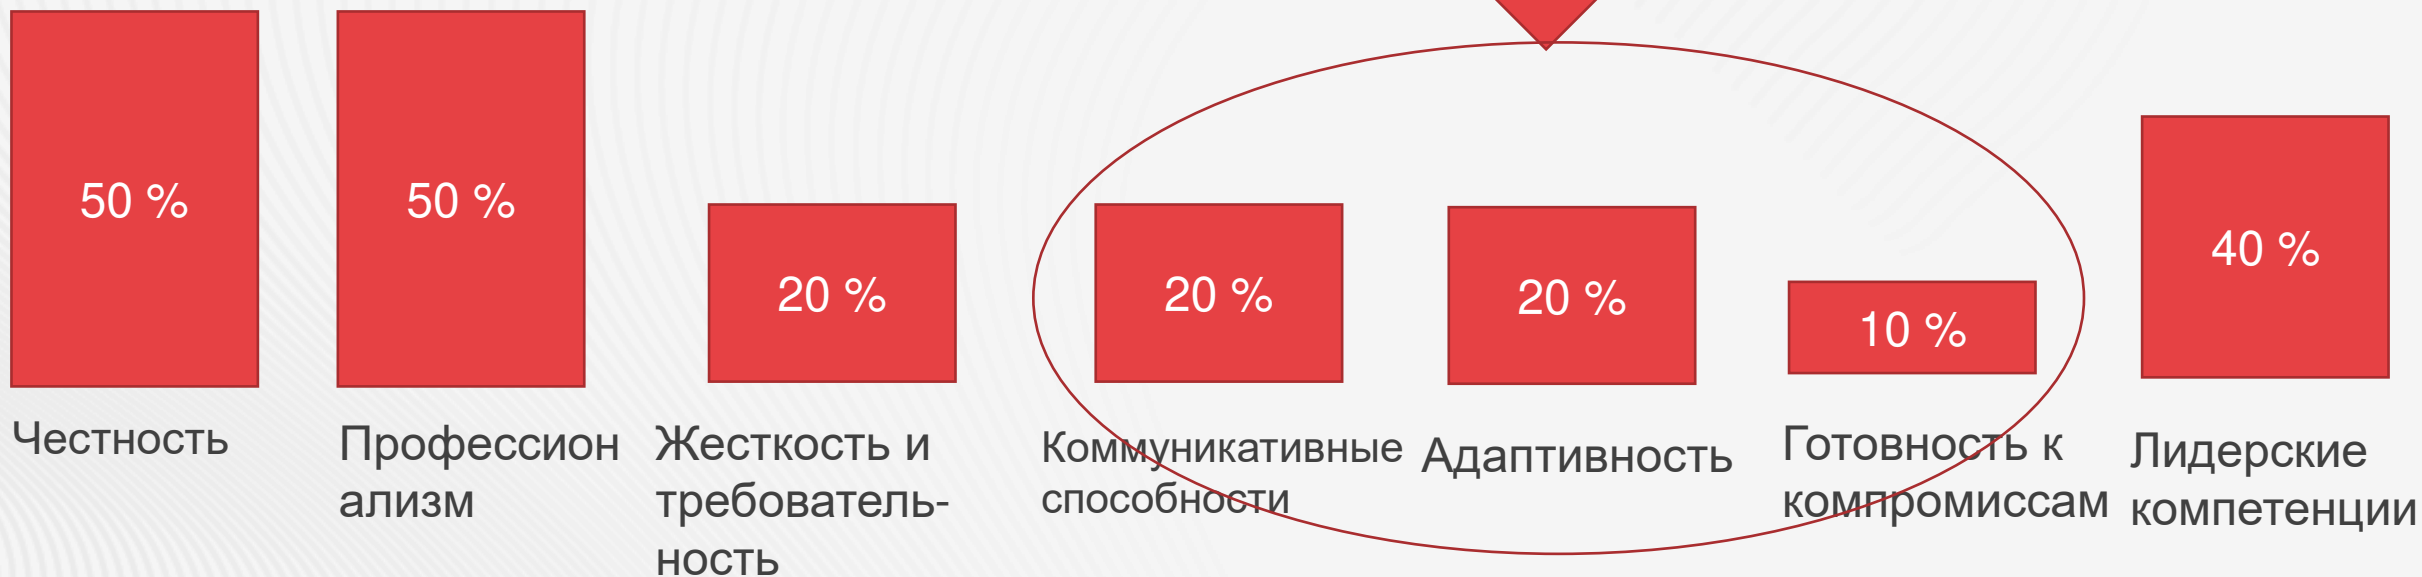 50 %
50 %
20 %
20 %
20 %
10 %
40 %
Честность
Профессион
ализм
Жесткость и
требователь-
ность
Коммуникативные
способности
Адаптивность
Готовность к
компромиссам
Лидерские
компетенции